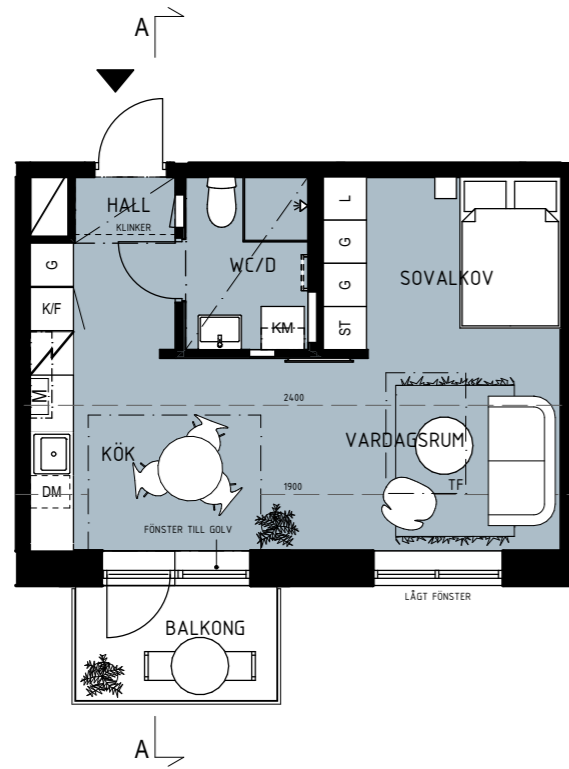 A
HALL
KLINKER
WC/D
L
G
G
ST
SOVALKOV
G
K/F
KM
M
DM
2400
KÖK
VARDAGSRUM
1900
TF
FÖNSTER TILL GOLV
LÅGT FÖNSTER
BALKONG
A